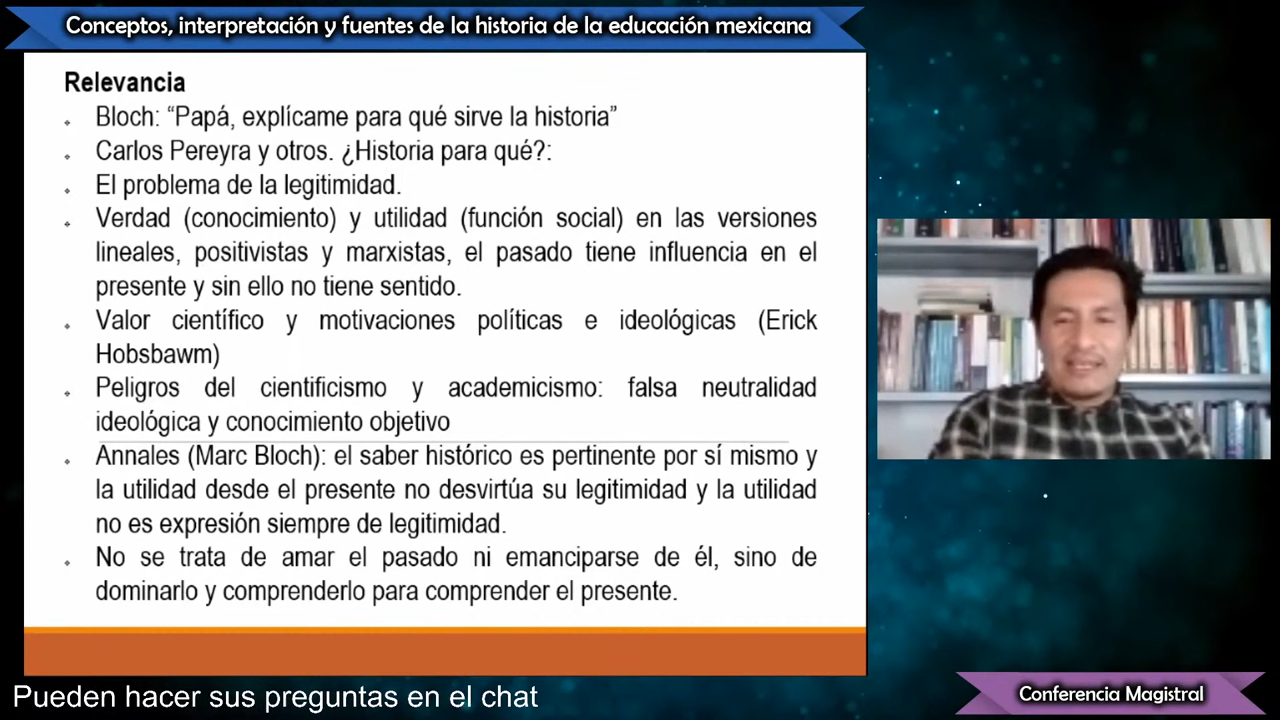 Conceptos, interpretación y fuentes de la historia de la educación mexicana
Relevancia
Bloch: “Papá, explícame para qué sirve la historia”
Carlos Pereyra y otros. ¿Historia para qué?:
El problema de la legitimidad.
Verdad (conocimiento) y utilidad (función social) en las versiones
lineales, positivistas y marxistas, el pasado tiene influencia en el
presente y sin ello no tiene sentido.
Valor científico y motivaciones políticas e ideológicas (Erick
Hobsbawm)
Peligros del cientificismo y academicismo: falsa neutralidad
ideológica y conocimiento objetivo
Annales (Marc Bloch): el saber histórico es pertinente por sí mismo y
la utilidad desde el presente no desvirtúa su legitimidad y la utilidad
no es expresión siempre de legitimidad.
No se trata de amar el pasado ni emanciparse de él, sino de
dominarlo y comprenderlo para comprender el presente.
Pueden hacer sus preguntas en el chat
Conferencia Magistral